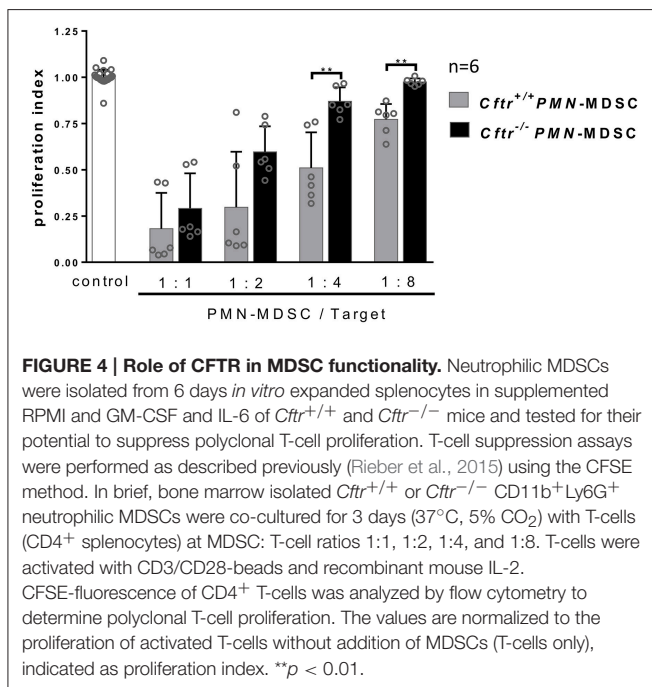 1.25
1.00
0.75
0.50
0.25
0.00
proliferation index
** **
n=6
Cftr+/+ PMN-MDSC
Cftr-/- PMN-MDSC
control 1 : 1 1 : 2 1 : 4 1 : 8
PMN-MDSC / Target
FIGURE 4 | Role of CFTR in MDSC functionality. Neutrophilic MDSCs
were isolated from 6 days in vitro expanded splenocytes in supplemented
RPMI and GM-CSF and IL-6 of Cftr+/+ and Cftr−/− mice and tested for their
potential to suppress polyclonal T-cell proliferation. T-cell suppression assays
were performed as described previously (Rieber et al., 2015) using the CFSE
method. In brief, bone marrow isolated Cftr+/+ or Cftr−/− CD11b+Ly6G+
neutrophilic MDSCs were co-cultured for 3 days (37°C, 5% CO2) with T-cells
(CD4+ splenocytes) at MDSC: T-cell ratios 1:1, 1:2, 1:4, and 1:8. T-cells were
activated with CD3/CD28-beads and recombinant mouse IL-2.
CFSE-fluorescence of CD4+ T-cells was analyzed by flow cytometry to
determine polyclonal T-cell proliferation. The values are normalized to the
proliferation of activated T-cells without addition of MDSCs (T-cells only),
indicated as proliferation index. **p < 0.01.